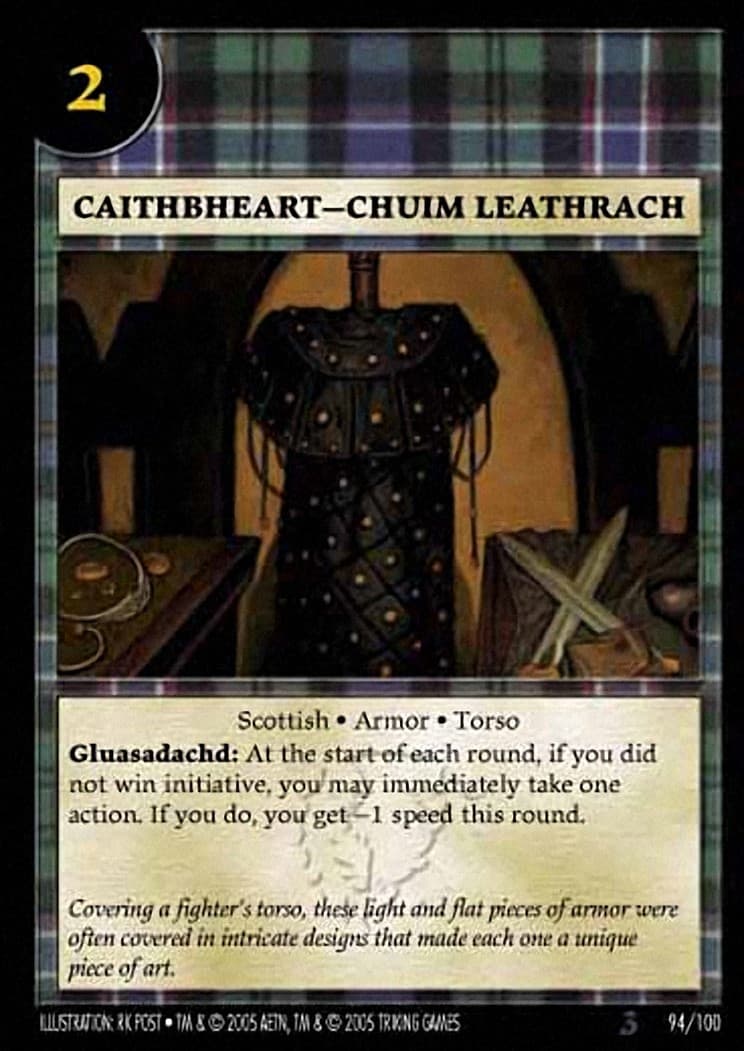 2
CAITHBHEART–CHUIM LEATHRACH
Scottish • Armor • Torso
Gluasadachd: At the start of each round, if you did
not win initiative, you may immediately take one
action. If you do, you get –1 speed this round.
Covering a fighter's torso, these light and flat pieces of armor were
often covered in intricate designs that made each one a unique
piece of art.
ILLUSTRATION: RK POST • TM & © 2005 AETN, TM & © 2005 TRIKING GAMES
3 94/100